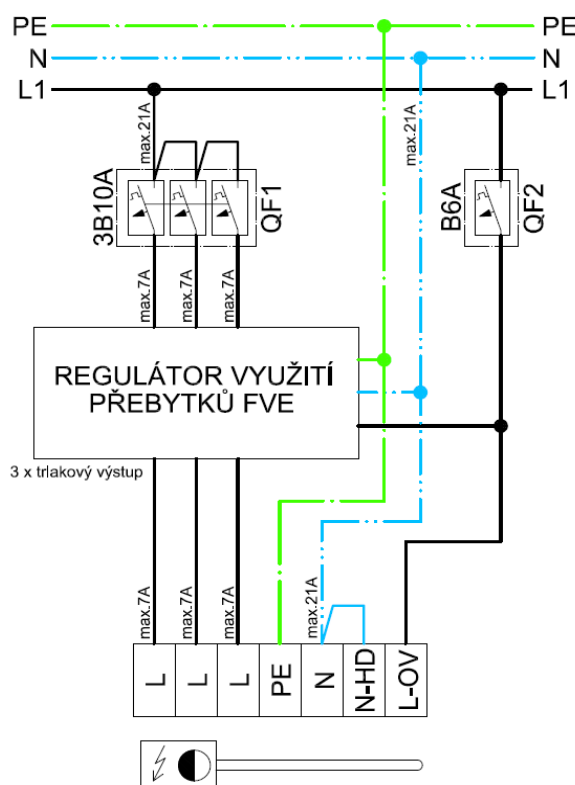 PE PE
N N
L1 L1
max.21A
max.21A
3B10A
QF1
B6A
QF2
max.7A
max.7A
max.7A
REGULÁTOR VYUŽITÍ
PŘEBYTKŮ FVE
3 x triakový výstup
max.7A
max.7A
max.7A
max.21A
L
L
L
PE
N
N-HD
L-OV